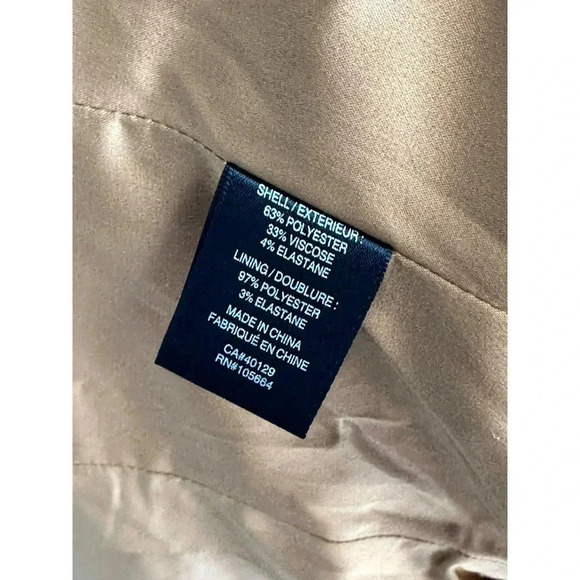 SHELL / EXTERIEUR :
63% POLYESTER
33% VISCOSE
4% ELASTANE
LINING / DOUBLURE :
97% POLYESTER
3% ELASTANE
MADE IN CHINA
FABRIQUÉ EN CHINE
CA#40129
RN#105664